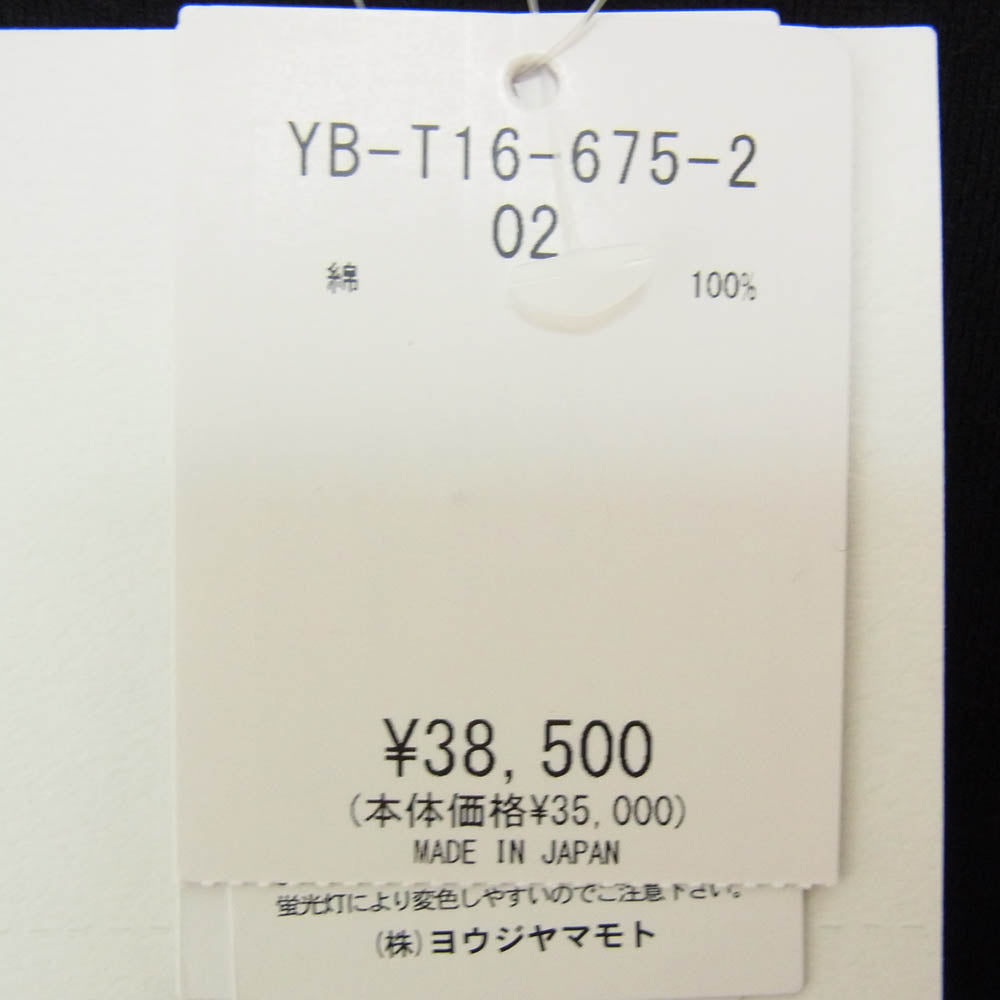 YB-T16-675-2
02
綿 100%
¥38,500
(本体価格¥35,000)
MADE IN JAPAN
蛍光灯により変色しやすいのでご注意下さい。
(株)ヨウジヤマモト